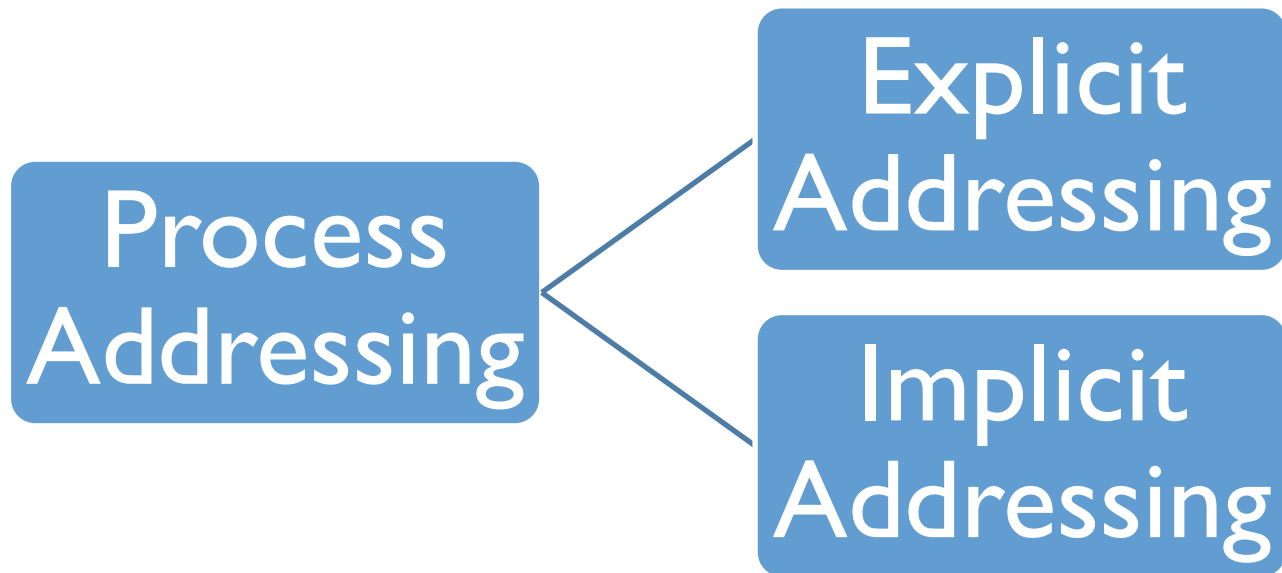 Process
Addressing
Explicit
Addressing
Implicit
Addressing